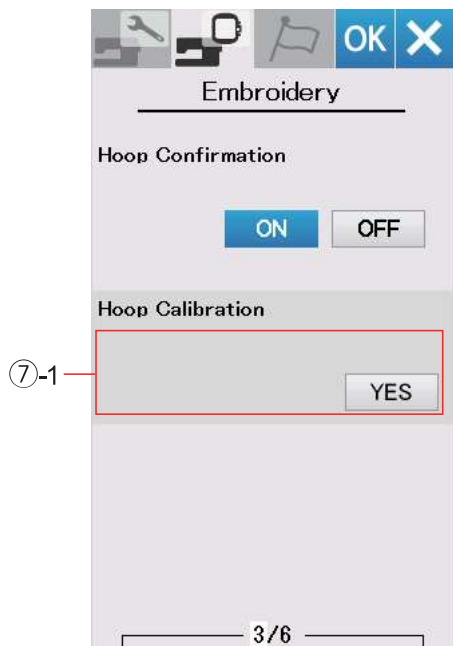 OK X
Embroidery
Hoop Confirmation
ON OFF
Hoop Calibration
⑦-1
YES
3/6